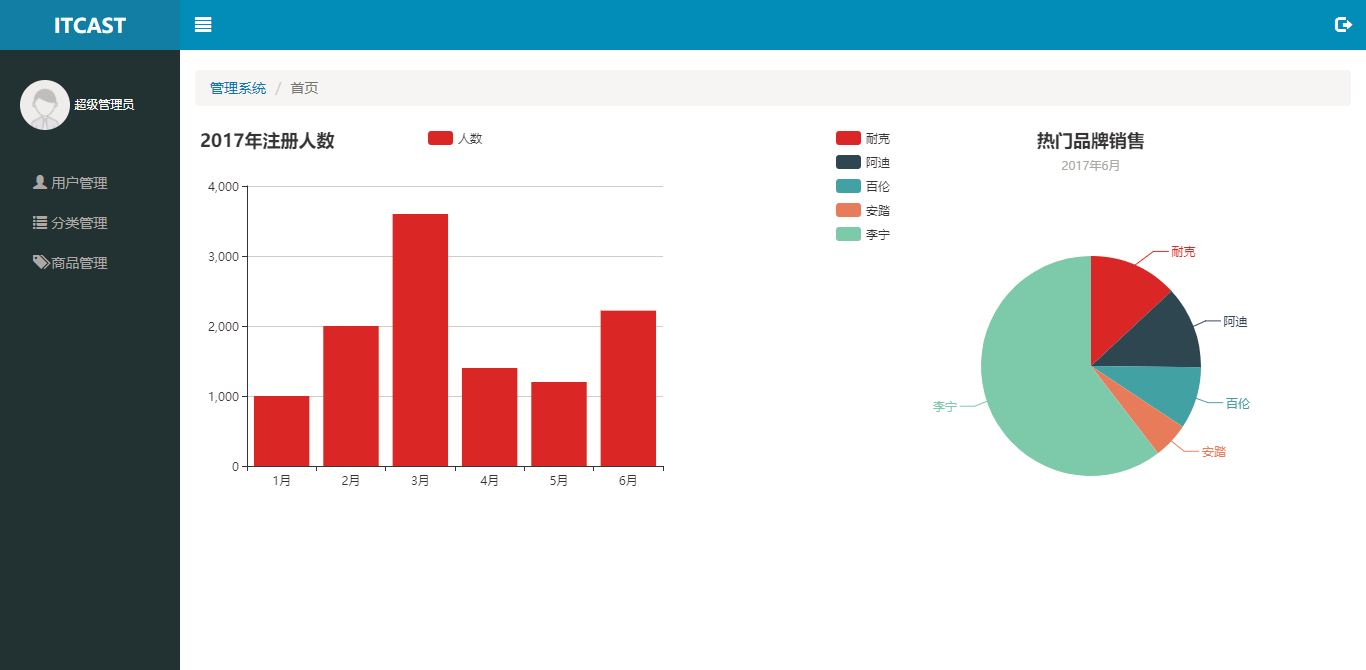 ITCAST
超级管理员
用户管理
分类管理
商品管理
管理系统 / 首页
2017年注册人数
人数
4,000
3,000
2,000
1,000
0
1月 2月 3月 4月 5月 6月
耐克
阿迪
百伦
安踏
李宁
热门品牌销售
2017年6月
耐克
阿迪
百伦
安踏
李宁